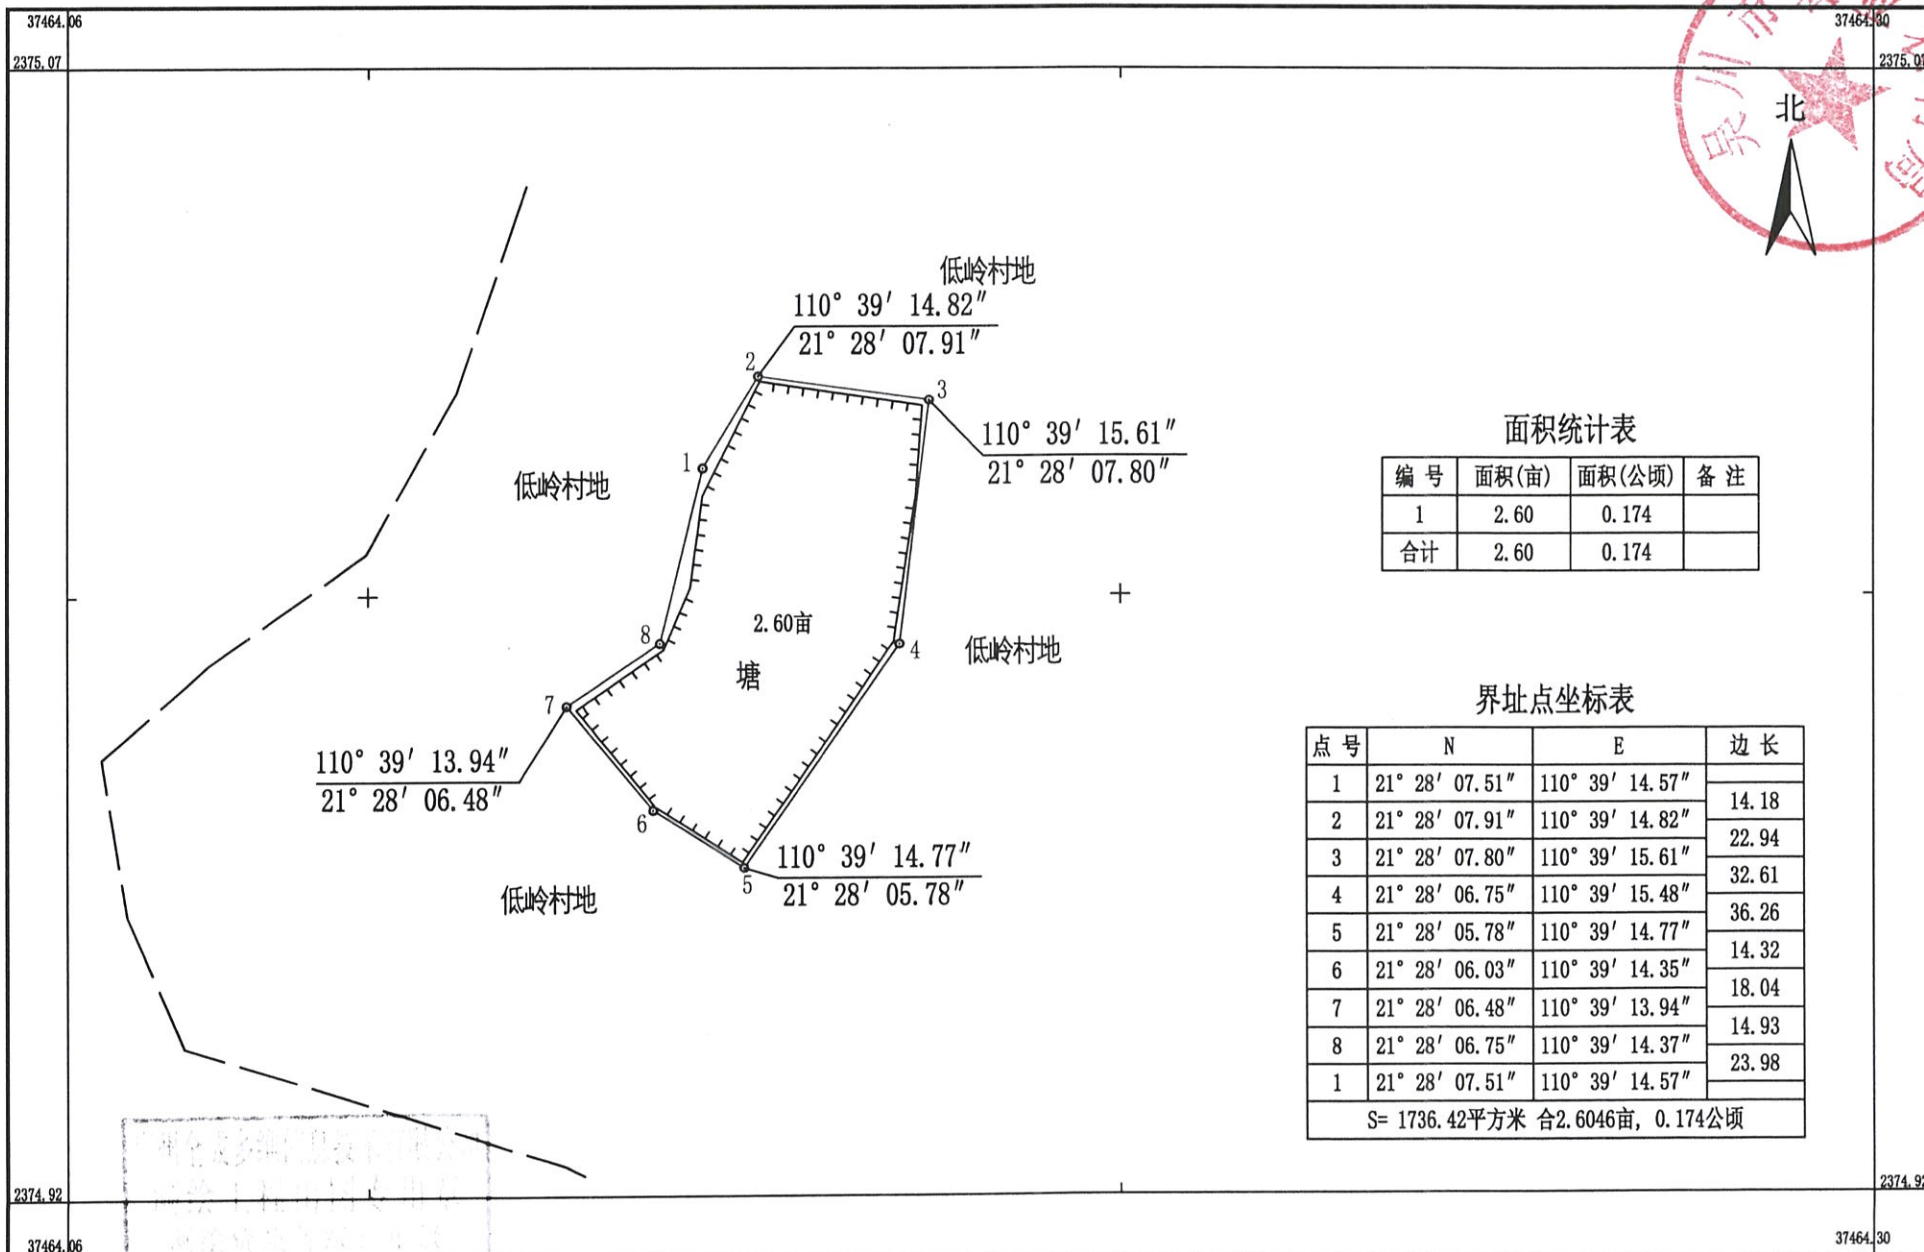 37464.06
37464.30
2375.07
2375.07
吴川市
北
低岭村地
110° 39′ 14.82″
21° 28′ 07.91″
2
3
110° 39′ 15.61″
21° 28′ 07.80″
1
低岭村地
面积统计表
编 号 面积(亩) 面积(公顷) 备 注
1 2.60 0.174
合计 2.60 0.174
2.60亩
8
4
低岭村地
塘
7
110° 39′ 13.94″
21° 28′ 06.48″
6
110° 39′ 14.77″
21° 28′ 05.78″
5
低岭村地
界址点坐标表
点 号 N E 边 长
1 21° 28′ 07.51″ 110° 39′ 14.57″
14.18
2 21° 28′ 07.91″ 110° 39′ 14.82″
22.94
3 21° 28′ 07.80″ 110° 39′ 15.61″
32.61
4 21° 28′ 06.75″ 110° 39′ 15.48″
36.26
5 21° 28′ 05.78″ 110° 39′ 14.77″
14.32
6 21° 28′ 06.03″ 110° 39′ 14.35″
18.04
7 21° 28′ 06.48″ 110° 39′ 13.94″
14.93
8 21° 28′ 06.75″ 110° 39′ 14.37″
23.98
1 21° 28′ 07.51″ 110° 39′ 14.57″
S= 1736.42平方米 合2.6046亩, 0.174公顷
2374.92
2374.92
37464.06
37464.30